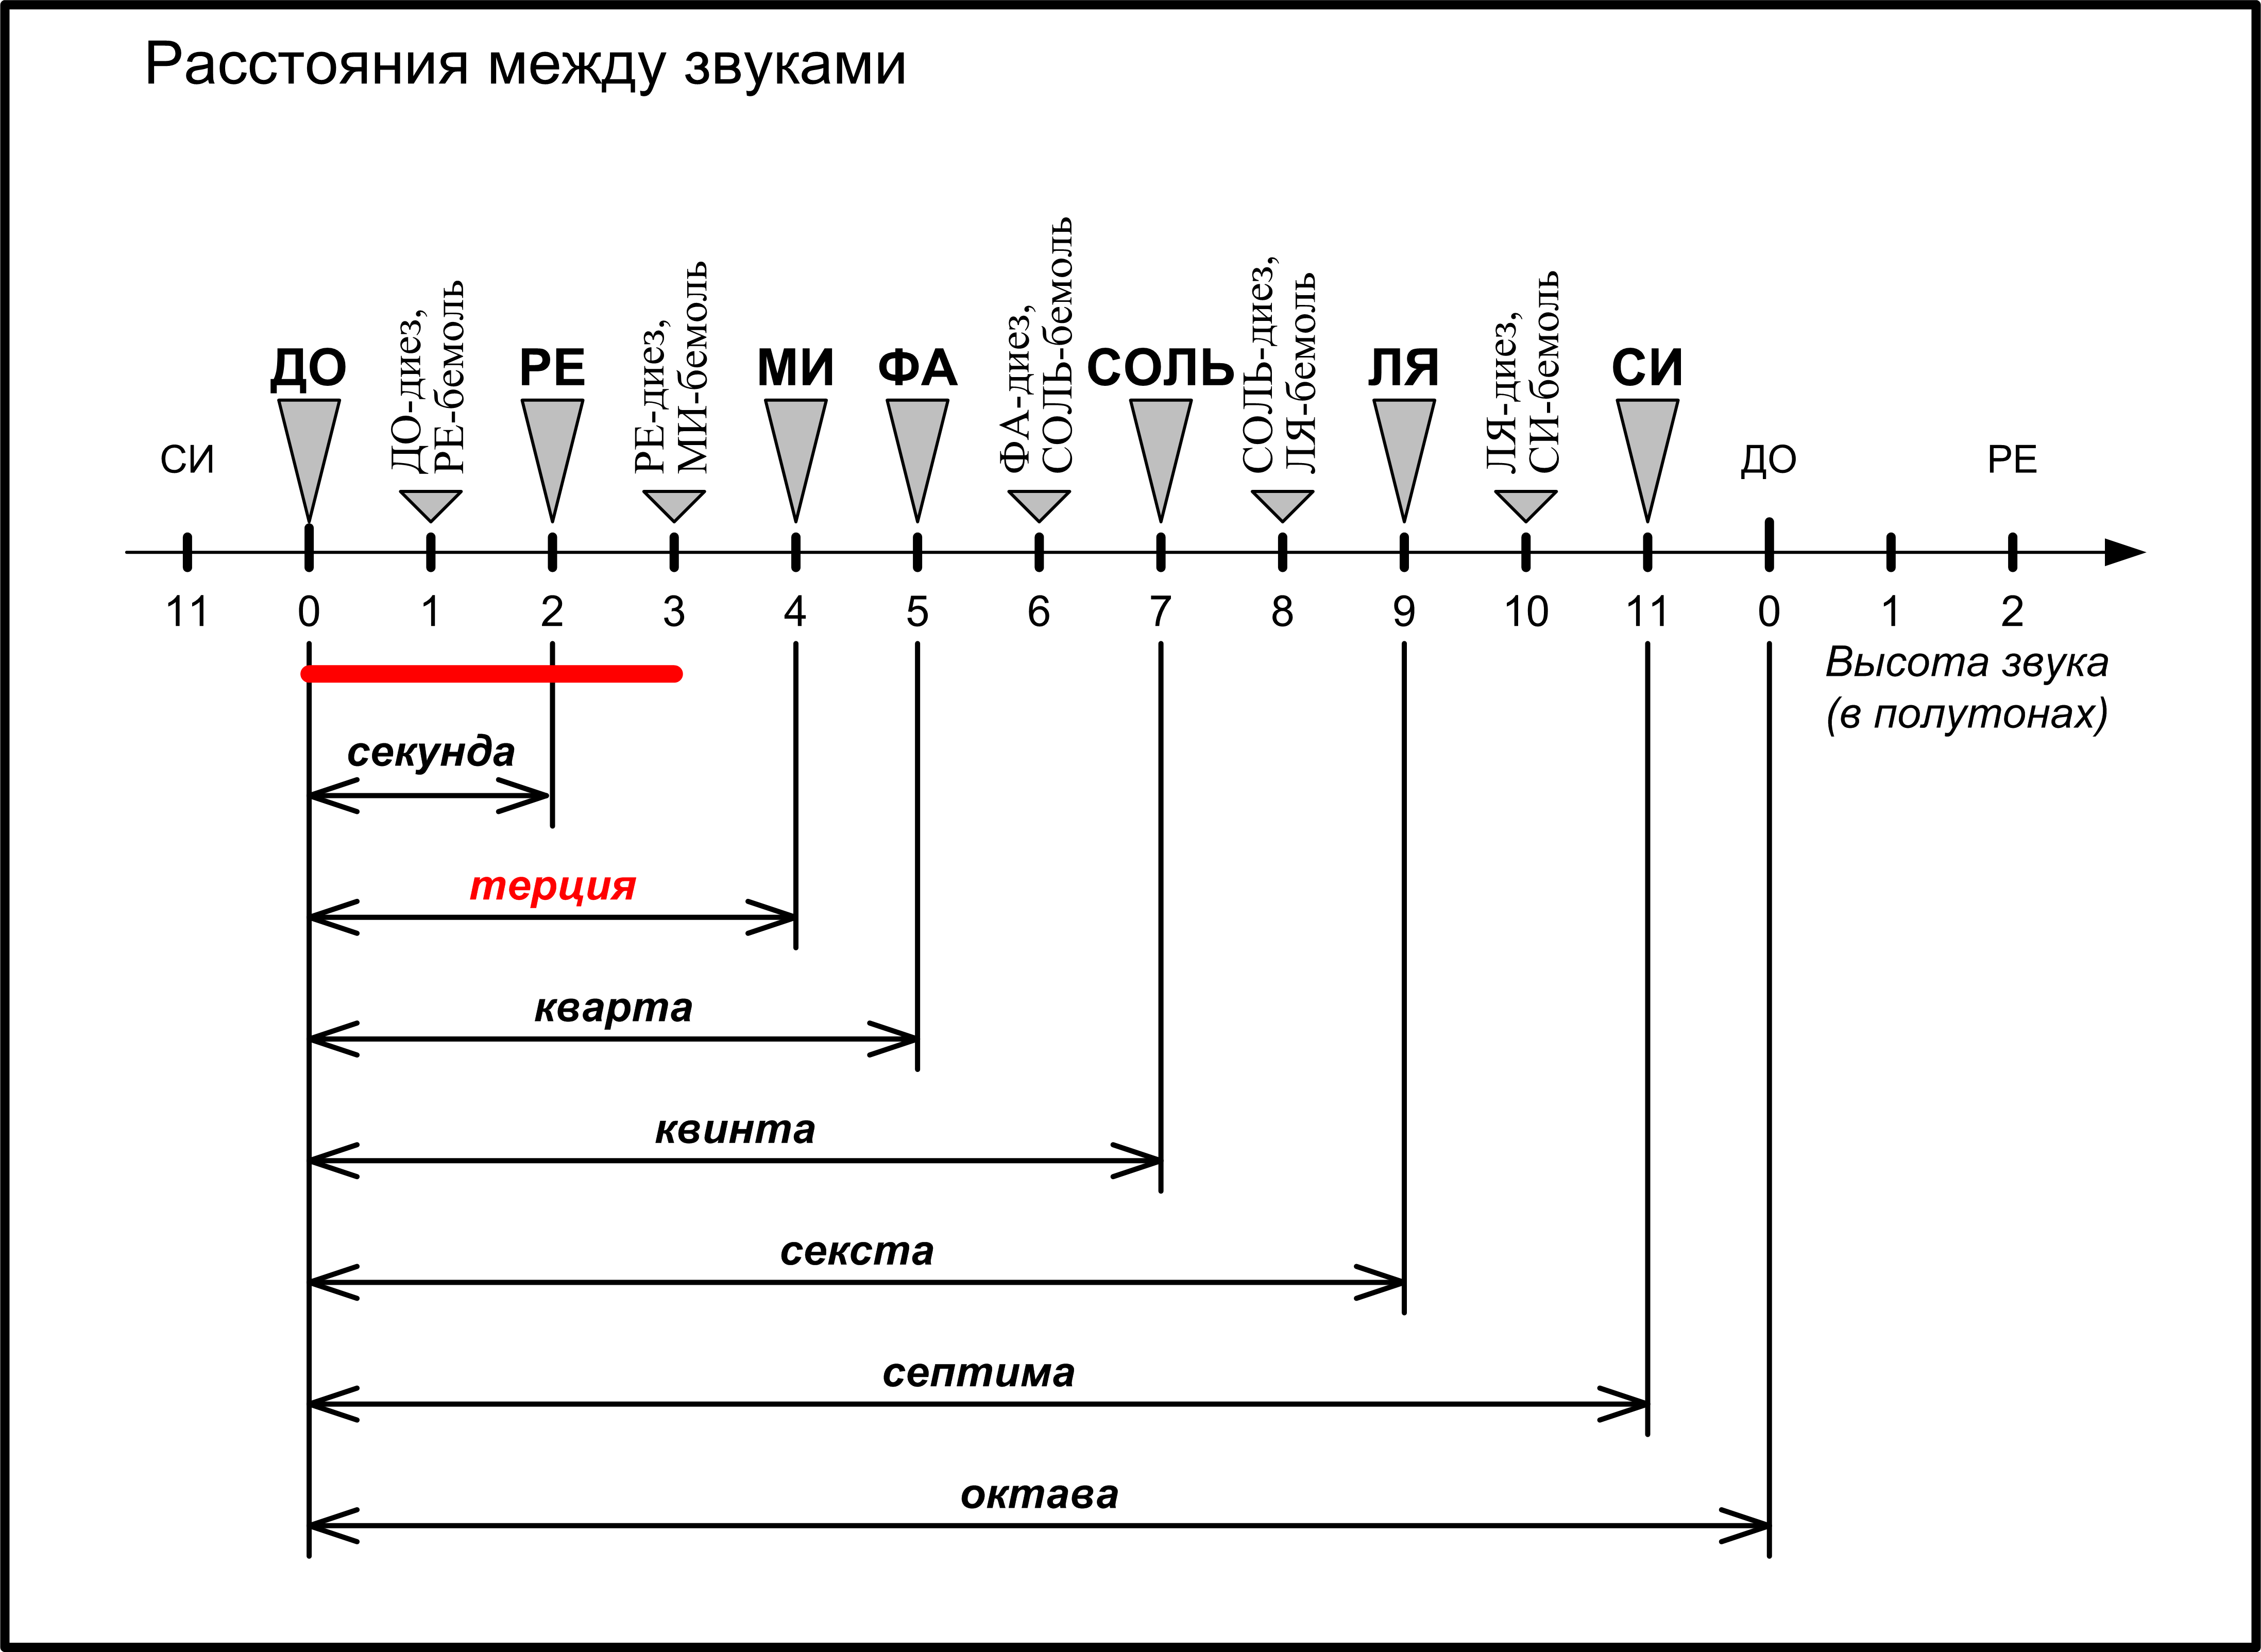 Расстояния между звуками
ДО-диез,
РЕ-бемоль
РЕ-диез,
МИ-бемоль
ФА-диез,
СОЛЬ-бемоль
СОЛЬ-диез,
ЛЯ-бемоль
ЛЯ-диез,
СИ-бемоль
ДО РЕ МИ ФА СОЛЬ ЛЯ СИ
СИ ДО РЕ
11 0 1 2 3 4 5 6 7 8 9 10 11 0 1 2
Высота звука
(в полутонах)
секунда
терция
кварта
квинта
секста
септима
октава